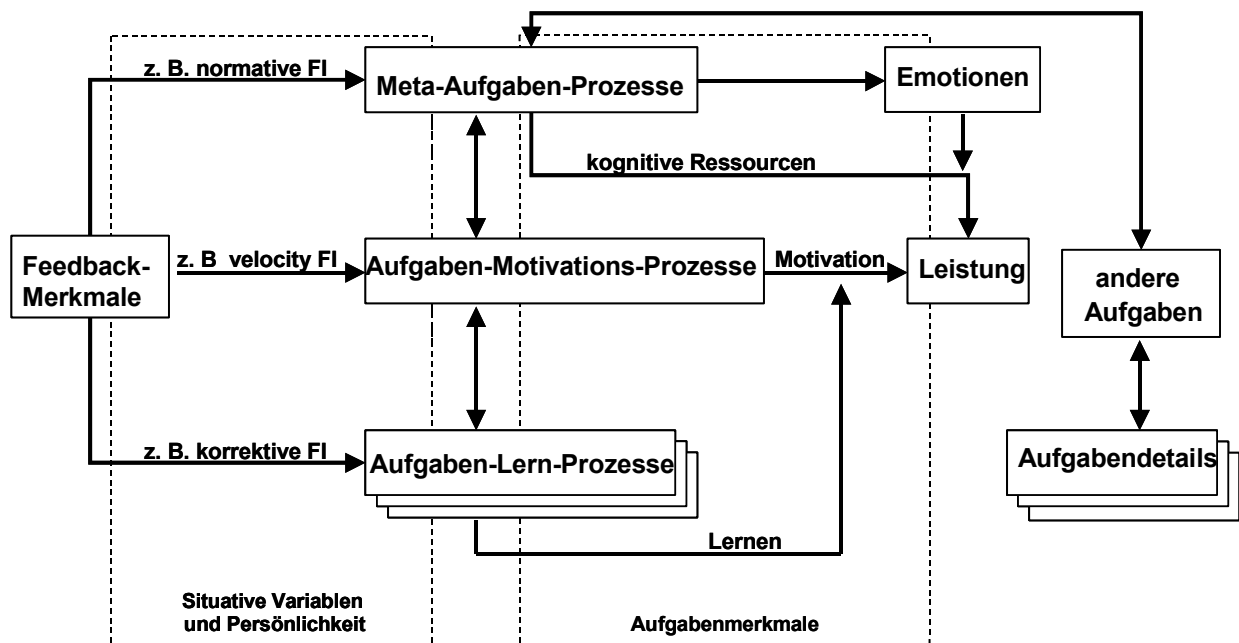 z. B. normative FI
Meta-Aufgaben-Prozesse
Emotionen
kognitive Ressourcen
Feedback-
Merkmale
z. B  velocity FI
Aufgaben-Motivations-Prozesse
Motivation
Leistung
andere
Aufgaben
z. B. korrektive FI
Aufgaben-Lern-Prozesse
Aufgabendetails
Lernen
Situative Variablen
und Persönlichkeit
Aufgabenmerkmale